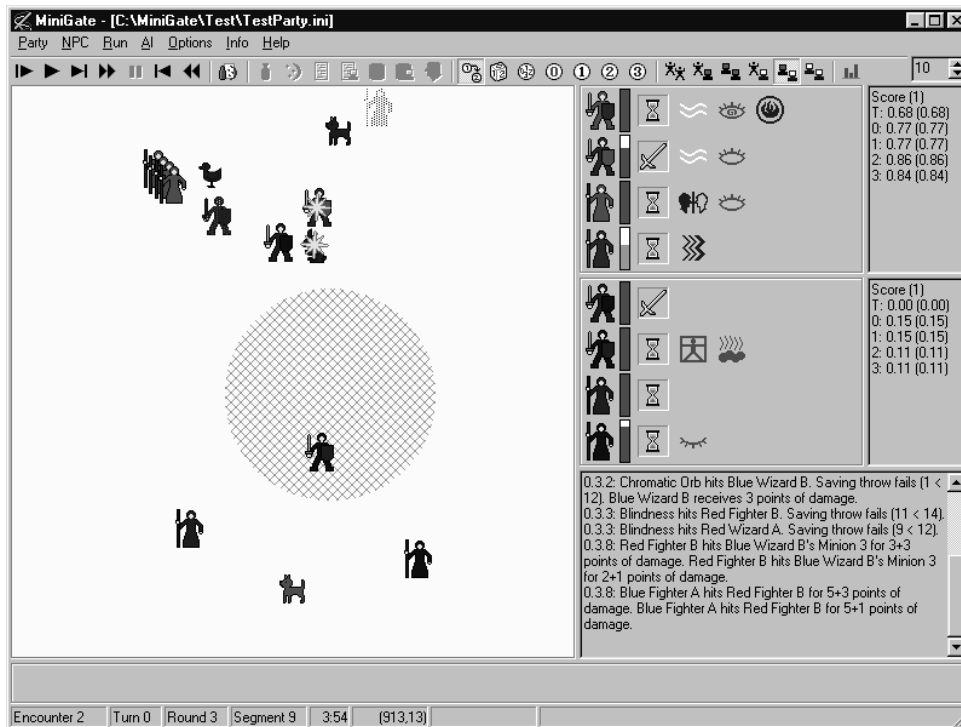 MiniGate - [C:\MiniGate\Test\TestParty.ini]
Party NPC Run AI Options Info Help
0 1 2 3 10
Score (1)
T: 0.68 (0.68)
0: 0.77 (0.77)
1: 0.77 (0.77)
2: 0.86 (0.86)
3: 0.84 (0.84)
Score (1)
T: 0.00 (0.00)
0: 0.15 (0.15)
1: 0.15 (0.15)
2: 0.11 (0.11)
3: 0.11 (0.11)
0.3.2: Chromatic Orb hits Blue Wizard B. Saving throw fails (1 <
12). Blue Wizard B receives 3 points of damage.
0.3.3: Blindness hits Red Fighter B. Saving throw fails (11 < 14).
0.3.3: Blindness hits Red Wizard A. Saving throw fails (9 < 12).
0.3.8: Red Fighter B hits Blue Wizard B's Minion 3 for 3+3
points of damage. Red Fighter B hits Blue Wizard B's Minion 3
for 2+1 points of damage.
0.3.8: Blue Fighter A hits Red Fighter B for 5+3 points of
damage. Blue Fighter A hits Red Fighter B for 5+1 points of
damage.
Encounter 2 Turn 0 Round 3 Segment 9 3:54 (913,13)